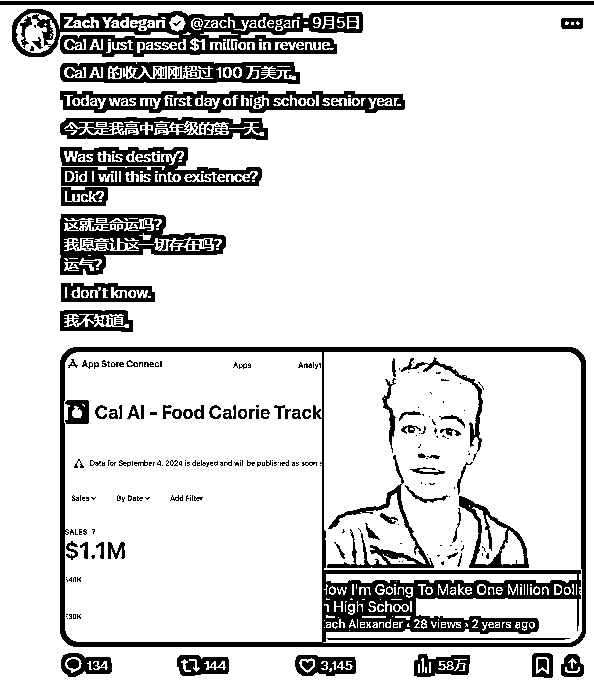 Zach Yadegari @zach_yadegari · 9月5日
Cal AI just passed $1 million in revenue.
Cal AI 的收入刚刚超过 100 万美元。
Today was my first day of high school senior year.
今天是我高中高年级的第一天。
Was this destiny?
Did I will this into existence?
Luck?
这就是命运吗?
我愿意让这一切存在吗?
运气?
I don't know.
我不知道。
App Store Connect Apps Analyt
Cal AI - Food Calorie Track
Data for September 4, 2024 is delayed and will be published as soon
Sales By Date Add Filter
SALES ?
$1.1M
$40K
$30K
How I'm Going To Make One Million Dolla
n High School
Zach Alexander · 28 views · 2 years ago
134 144 3,145 58万